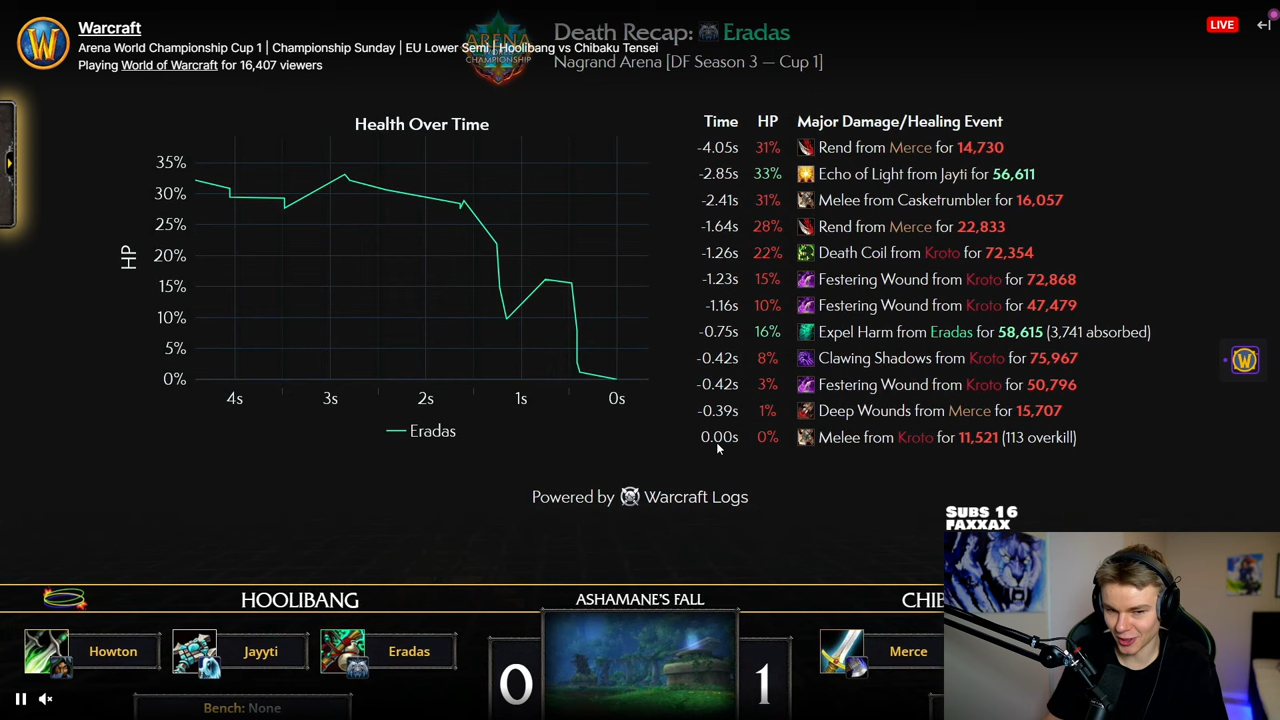 Warcraft
Arena World Championship Cup 1 | Championship Sunday | EU Lower Semi | Hoolibang vs Chibaku Tensei
Playing World of Warcraft for 16,407 viewers
ARENA
CHAMPIONSHIP
Death Recap: Eradas
Nagrand Arena [DF Season 3 — Cup 1]
LIVE
Health Over Time
35%
30%
25%
20%
15%
10%
5%
0%
HP
4s 3s 2s 1s 0s
Eradas
Time HP Major Damage/Healing Event
-4.05s 31% Rend from Merce for 14,730
-2.85s 33% Echo of Light from Jayti for 56,611
-2.41s 31% Melee from Casketrumbler for 16,057
-1.64s 28% Rend from Merce for 22,833
-1.26s 22% Death Coil from Kroto for 72,354
-1.23s 15% Festering Wound from Kroto for 72,868
-1.16s 10% Festering Wound from Kroto for 47,479
-0.75s 16% Expel Harm from Eradas for 58,615 (3,741 absorbed)
-0.42s 8% Clawing Shadows from Kroto for 75,967
-0.42s 3% Festering Wound from Kroto for 50,796
-0.39s 1% Deep Wounds from Merce for 15,707
0.00s 0% Melee from Kroto for 11,521 (113 overkill)
Powered by Warcraft Logs
SUBS 16
FAXXAX
HOOLIBANG
ASHAMANE'S FALL
CHIB
Howton
Jayyti
Eradas
0
1
Merce
Bench: None